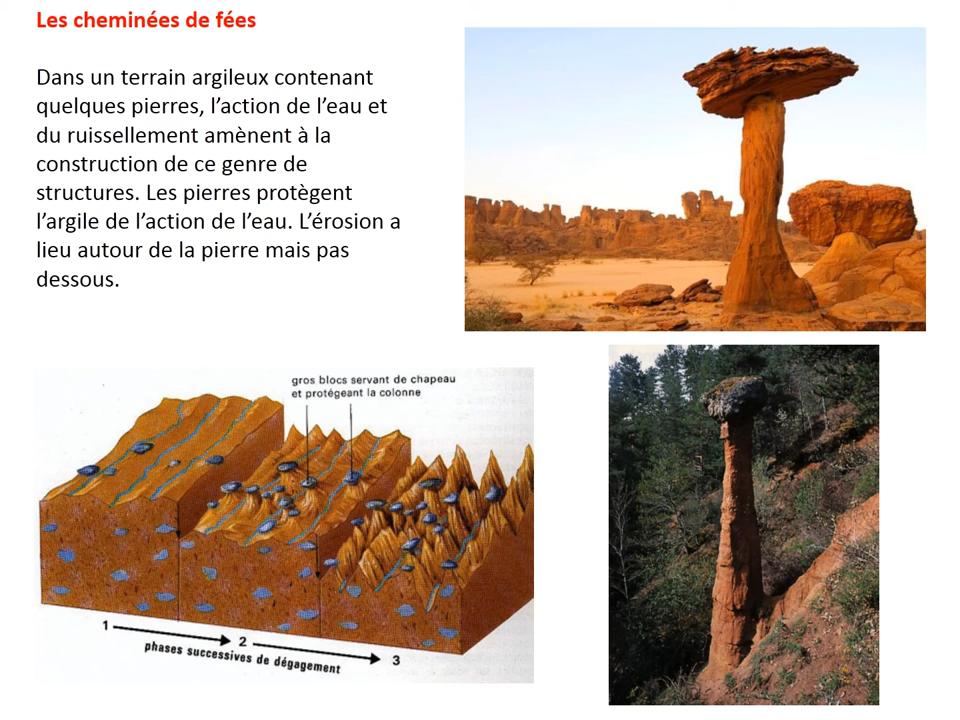 Les cheminées de fées
Dans un terrain argileux contenant
quelques pierres, l’action de l’eau et
du ruissellement amènent à la
construction de ce genre de
structures. Les pierres protègent
l’argile de l’action de l’eau. L’érosion a
lieu autour de la pierre mais pas
dessous.
gros blocs servant de chapeau
et protégeant la colonne
1
2
3
phases successives de dégagement